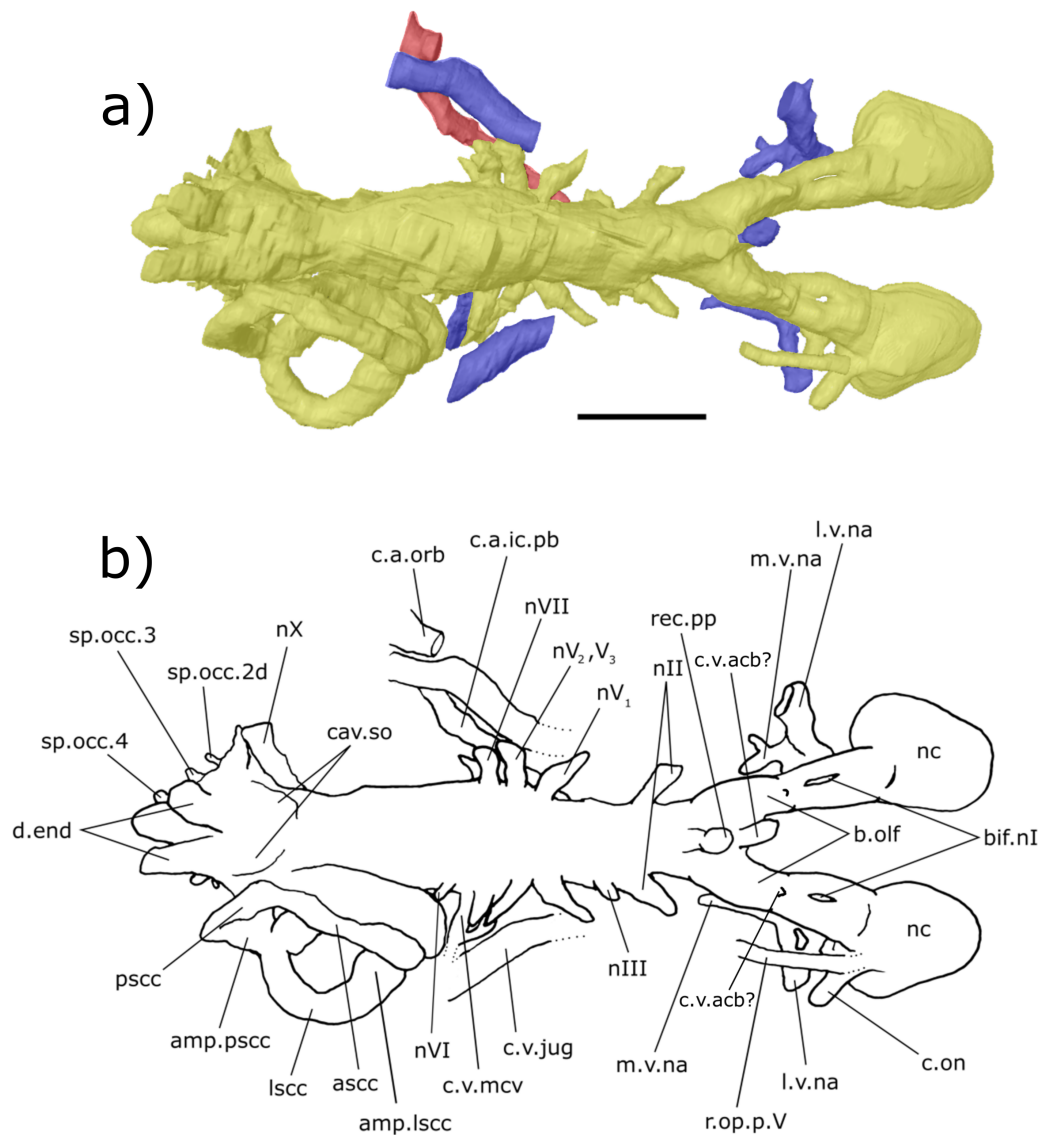 a)
b)
l.v.na
c.a.ic.pb
m.v.na
c.a.orb
nVII
rec.pp
sp.occ.3
nX
nV₂,V₃
c.v.acb?
sp.occ.2d
nII
nV₁
cav.so
sp.occ.4
nc
d.end
b.olf
bif.nI
nc
pscc
nIII
c.v.acb?
amp.pscc
nVI
c.v.jug
m.v.na
c.on
lscc
ascc
c.v.mcv
l.v.na
amp.lscc
r.op.p.V